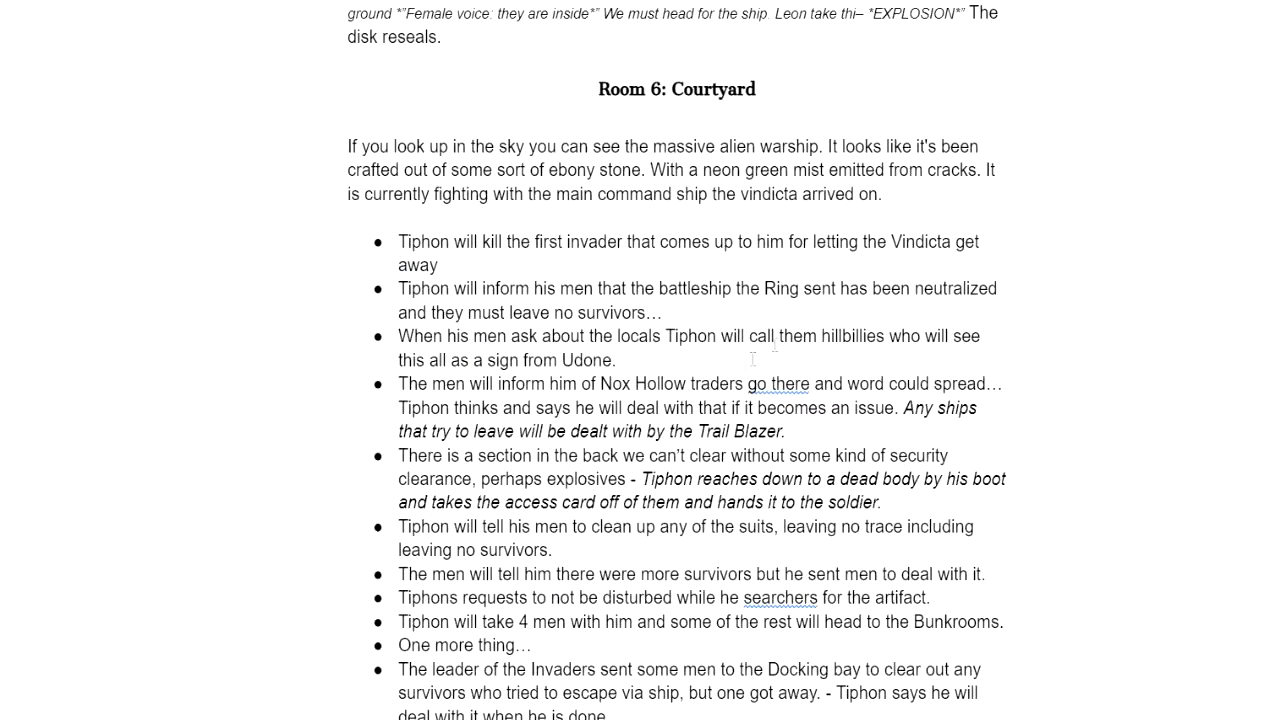 ground *"Female voice: they are inside*" We must head for the ship. Leon take thi– *EXPLOSION*" The
disk reseals.
Room 6: Courtyard
If you look up in the sky you can see the massive alien warship. It looks like it's been
crafted out of some sort of ebony stone. With a neon green mist emitted from cracks. It
is currently fighting with the main command ship the vindicta arrived on.
● Tiphon will kill the first invader that comes up to him for letting the Vindicta get
away
● Tiphon will inform his men that the battleship the Ring sent has been neutralized
and they must leave no survivors…
● When his men ask about the locals Tiphon will call them hillbillies who will see
this all as a sign from Udone.
● The men will inform him of Nox Hollow traders go there and word could spread…
Tiphon thinks and says he will deal with that if it becomes an issue. Any ships
that try to leave will be dealt with by the Trail Blazer.
● There is a section in the back we can't clear without some kind of security
clearance, perhaps explosives - Tiphon reaches down to a dead body by his boot
and takes the access card off of them and hands it to the soldier.
● Tiphon will tell his men to clean up any of the suits, leaving no trace including
leaving no survivors.
● The men will tell him there were more survivors but he sent men to deal with it.
● Tiphons requests to not be disturbed while he searchers for the artifact.
● Tiphon will take 4 men with him and some of the rest will head to the Bunkrooms.
● One more thing…
● The leader of the Invaders sent some men to the Docking bay to clear out any
survivors who tried to escape via ship, but one got away. - Tiphon says he will
deal with it when he is done